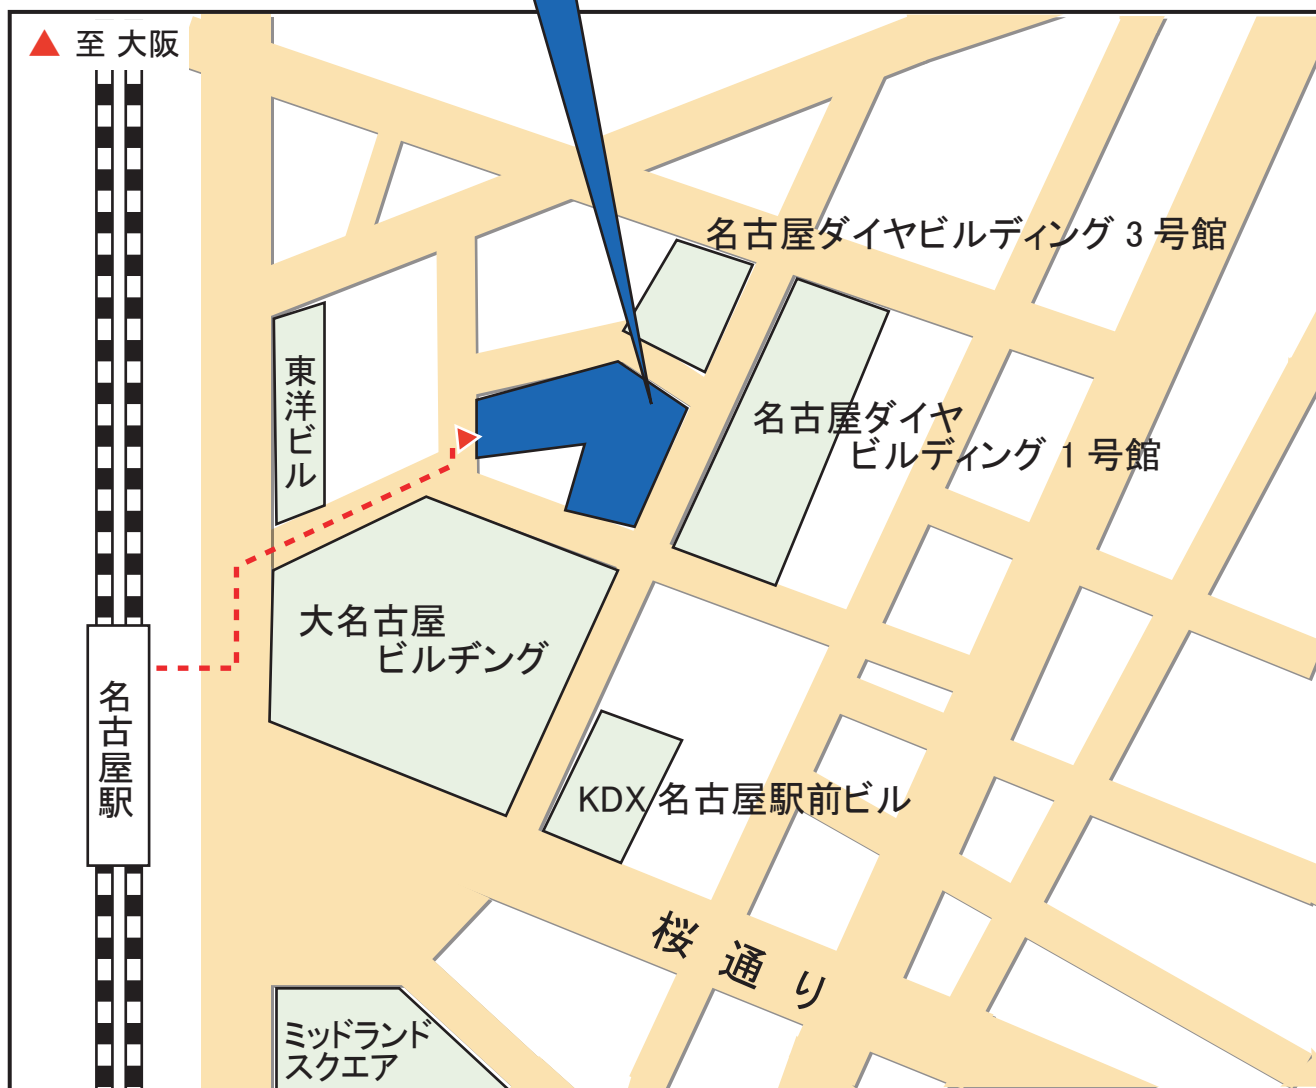 至 大阪
名古屋ダイヤビルディング 3 号館
東洋ビル
名古屋ダイヤ
ビルディング 1 号館
大名古屋
ビルヂング
名古屋駅
KDX 名古屋駅前ビル
桜通り
ミッドランド
スクエア